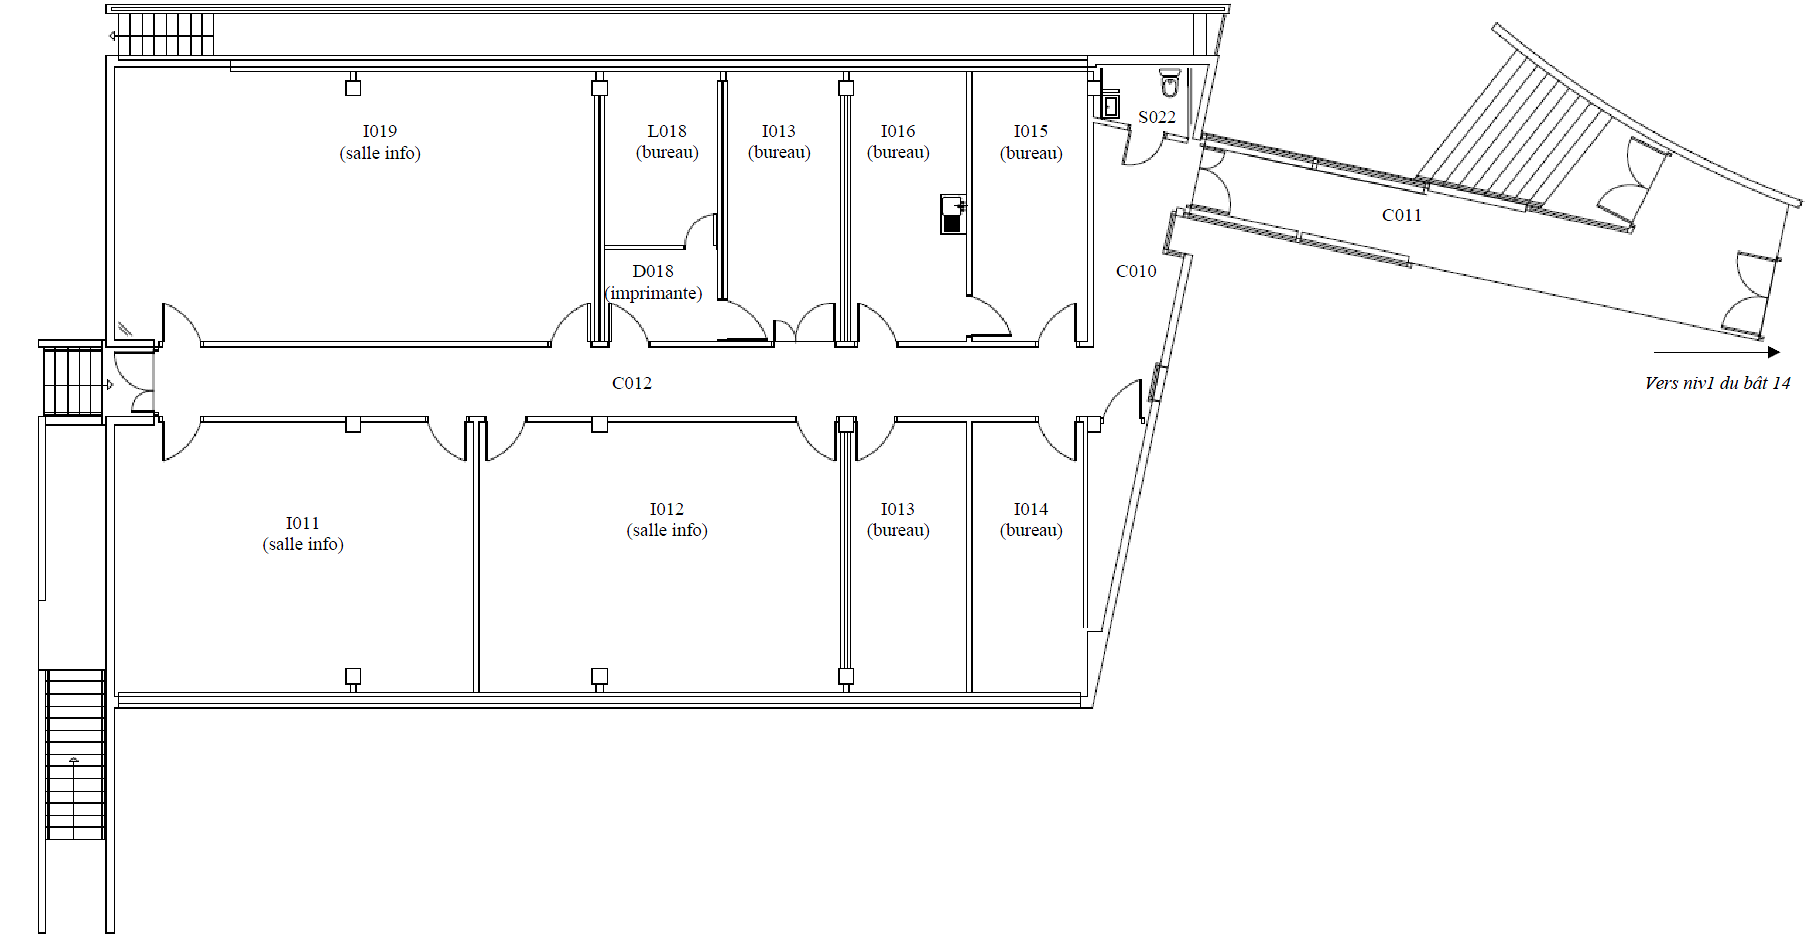 I019
(salle info)
L018
(bureau)
I013
(bureau)
I016
(bureau)
I015
(bureau)
S022
C011
D018
(imprimante)
C010
C012
Vers niv1 du bât 14
I011
(salle info)
I012
(salle info)
I013
(bureau)
I014
(bureau)